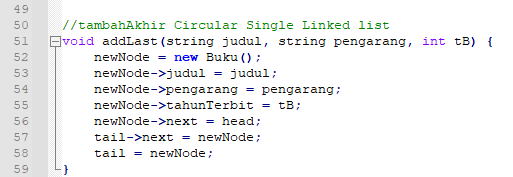 49
50 //tambahAkhir Circular Single Linked list
51 void addLast(string judul, string pengarang, int tB) {
52 newNode = new Buku();
53 newNode->judul = judul;
54 newNode->pengarang = pengarang;
55 newNode->tahunTerbit = tB;
56 newNode->next = head;
57 tail->next = newNode;
58 tail = newNode;
59 }